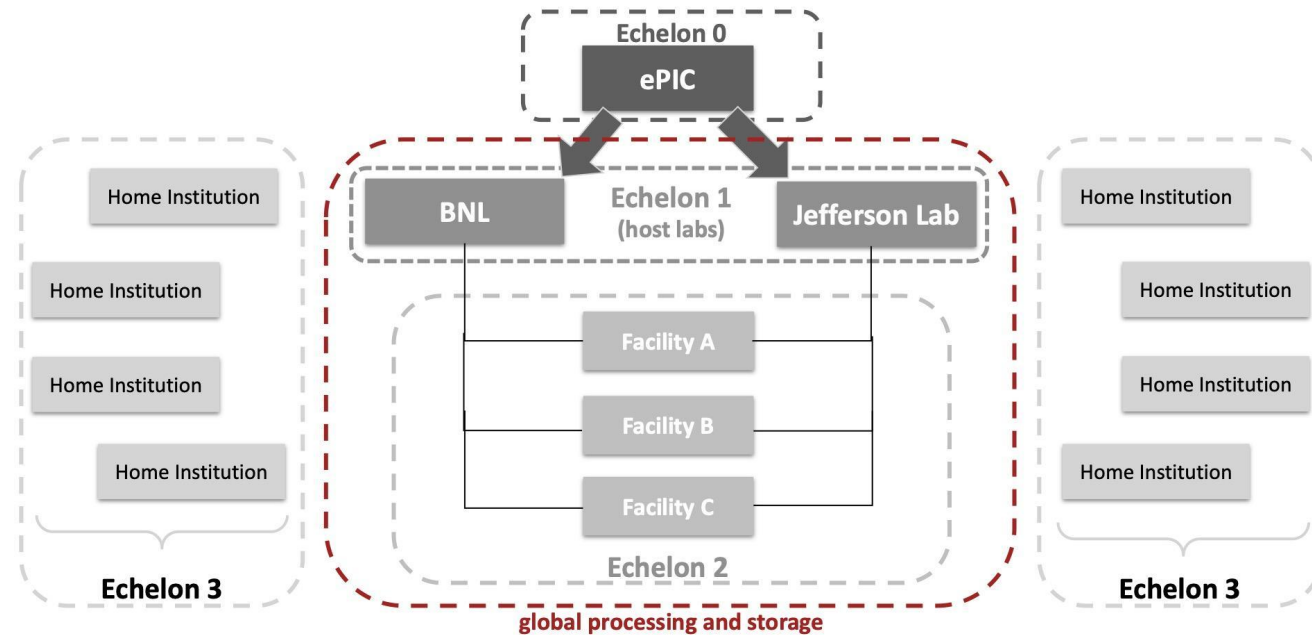 Echelon 0
ePIC
BNL
Echelon 1
(host labs)
Jefferson Lab
Home Institution
Home Institution
Home Institution
Home Institution
Echelon 3
Facility A
Facility B
Facility C
Echelon 2
global processing and storage
Home Institution
Home Institution
Home Institution
Home Institution
Echelon 3